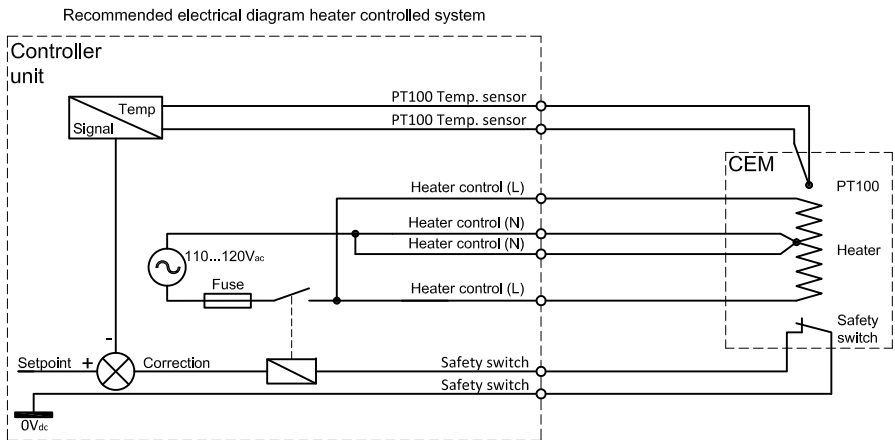 Recommended electrical diagram heater controlled system
Controller
unit
Temp
Signal
PT100 Temp. sensor
PT100 Temp. sensor
CEM
PT100
Heater control (L)
Heater control (N)
Heater control (N)
Heater
110...120Vac
Fuse
Heater control (L)
Safety
switch
-
Setpoint
+
Correction
Safety switch
Safety switch
0Vdc